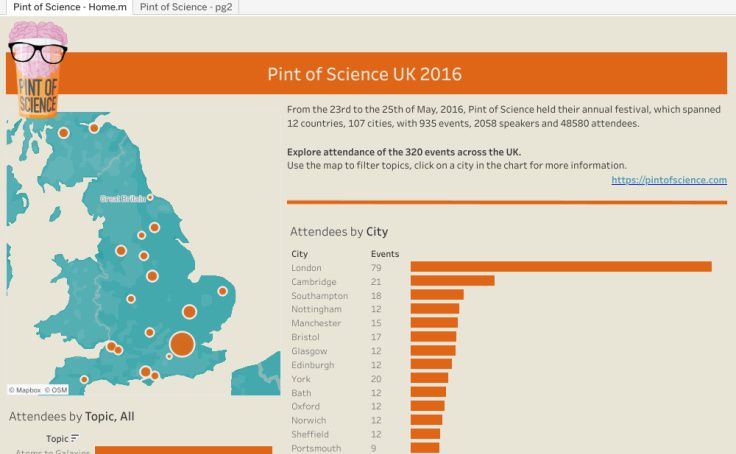 Pint of Science - Home.m
Pint of Science - pg2
PINT OF
SCIENCE
Pint of Science UK 2016
From the 23rd to the 25th of May, 2016, Pint of Science held their annual festival, which spanned
12 countries, 107 cities, with 935 events, 2058 speakers and 48580 attendees.
Explore attendance of the 320 events across the UK.
Use the map to filter topics, click on a city in the chart for more information.
https://pintofscience.com
Great Britain
© Mapbox © OSM
Attendees by City
City Events
London 79
Cambridge 21
Southampton 18
Nottingham 12
Manchester 15
Bristol 17
Glasgow 12
Edinburgh 12
York 20
Bath 12
Oxford 12
Norwich 12
Sheffield 12
Portsmouth 9
Attendees by Topic, All
Topic
Atoms to Galaxies